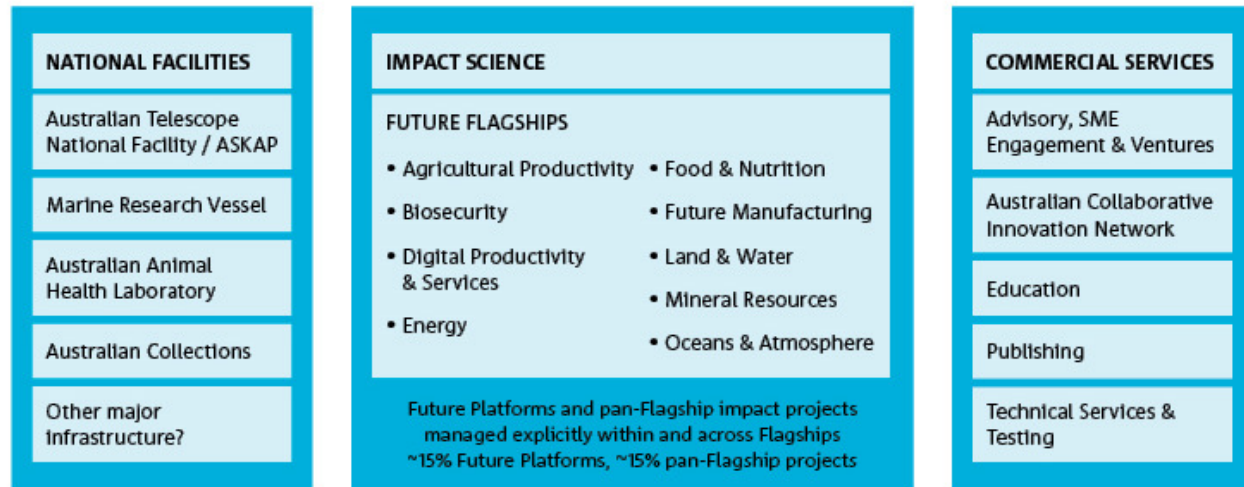 NATIONAL FACILITIES
Australian Telescope
National Facility / ASKAP
Marine Research Vessel
Australian Animal
Health Laboratory
Australian Collections
Other major
infrastructure?
IMPACT SCIENCE
FUTURE FLAGSHIPS
• Agricultural Productivity
• Biosecurity
• Digital Productivity
& Services
• Energy
• Food & Nutrition
• Future Manufacturing
• Land & Water
• Mineral Resources
• Oceans & Atmosphere
Future Platforms and pan-Flagship impact projects
managed explicitly within and across Flagships
~15% Future Platforms, ~15% pan-Flagship projects
COMMERCIAL SERVICES
Advisory, SME
Engagement & Ventures
Australian Collaborative
Innovation Network
Education
Publishing
Technical Services &
Testing